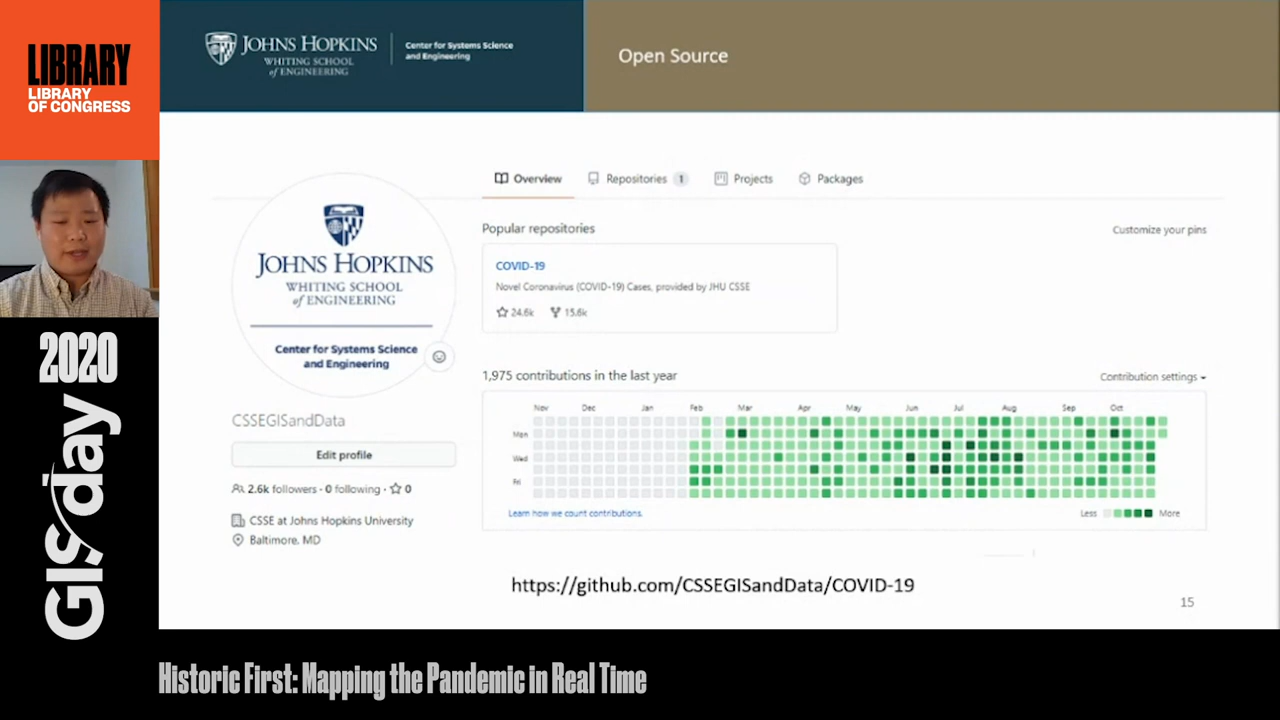 LIBRARY
LIBRARY
OF CONGRESS
JOHNS HOPKINS
WHITING SCHOOL
of ENGINEERING
Center for Systems Science
and Engineering
Open Source
Overview
Repositories 1
Projects
Packages
JOHNS HOPKINS
WHITING SCHOOL
of ENGINEERING
Center for Systems Science
and Engineering
CSSEGISandData
Edit profile
2.6k followers · 0 following · 0
CSSE at Johns Hopkins University
Baltimore, MD
Popular repositories
Customize your pins
COVID-19
Novel Coronavirus (COVID-19) Cases, provided by JHU CSSE
24.6k 15.6k
1,975 contributions in the last year
Contribution settings
Nov Dec Jan Feb Mar Apr May Jun Jul Aug Sep Oct
Mon
Wed
Fri
Learn how we count contributions.
Less More
https://github.com/CSSEGISandData/COVID-19
15
GISday 2020
Historic First: Mapping the Pandemic in Real Time